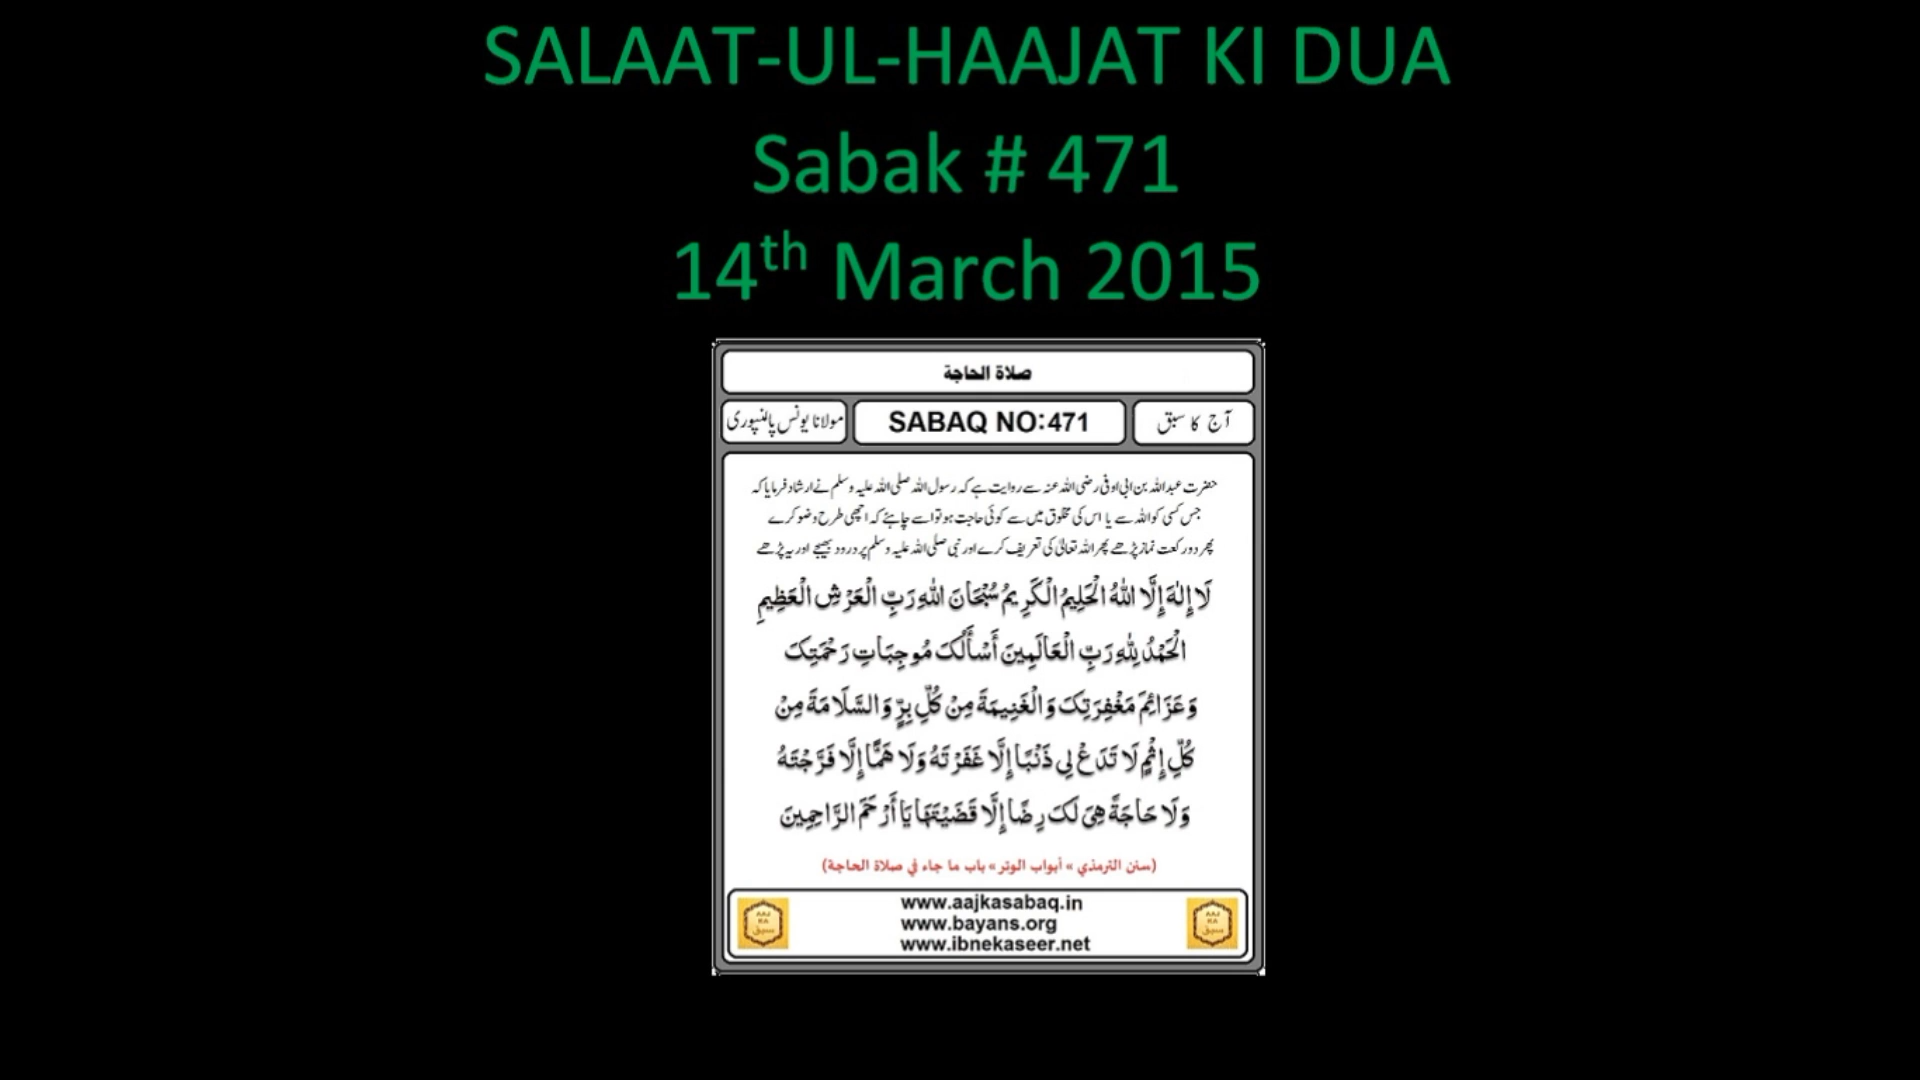 SALAAT-UL-HAAJAT KI DUA
Sabak # 471
14th March 2015
صلاة الحاجة
آج کا سبق
SABAQ NO:471
مولانا یونس پالنپوری
حضرت عبداللہ بن ابی اوفی رضی اللہ عنہ سے روایت ہے کہ رسول اللہ صلی اللہ علیہ وسلم نے ارشاد فرمایا کہ
جس کسی کو اللہ سے یا اس کی مخلوق میں سے کوئی حاجت ہو تو اسے چاہئے کہ اچھی طرح وضو کرے
پھر دو رکعت نماز پڑھے پھر اللہ تعالیٰ کی تعریف کرے اور نبی صلی اللہ علیہ وسلم پر درود بھیجے اور یہ پڑھے
لَا إِلٰهَ إِلَّا اللّٰهُ الْحَلِيمُ الْكَرِيمُ سُبْحَانَ اللّٰهِ رَبِّ الْعَرْشِ الْعَظِيمِ
الْحَمْدُ لِلّٰهِ رَبِّ الْعَالَمِينَ أَسْأَلُکَ مُوجِبَاتِ رَحْمَتِکَ
وَعَزَائِمَ مَغْفِرَتِکَ وَالْغَنِيمَةَ مِنْ كُلِّ بِرٍّ وَالسَّلَامَةَ مِنْ
كُلِّ إِثْمٍ لَا تَدَعْ لِي ذَنْبًا إِلَّا غَفَرْتَهُ وَلَا هَمًّا إِلَّا فَرَّجْتَهُ
وَلَا حَاجَةً هِیَ لَکَ رِضًا إِلَّا قَضَيْتَهَا يَا أَرْحَمَ الرَّاحِمِينَ
(سنن الترمذي » أبواب الوتر » باب ما جاء في صلاة الحاجة)
www.aajkasabaq.in
www.bayans.org
www.ibnekaseer.net
AAJ
KA
سبق
AAJ
KA
سبق